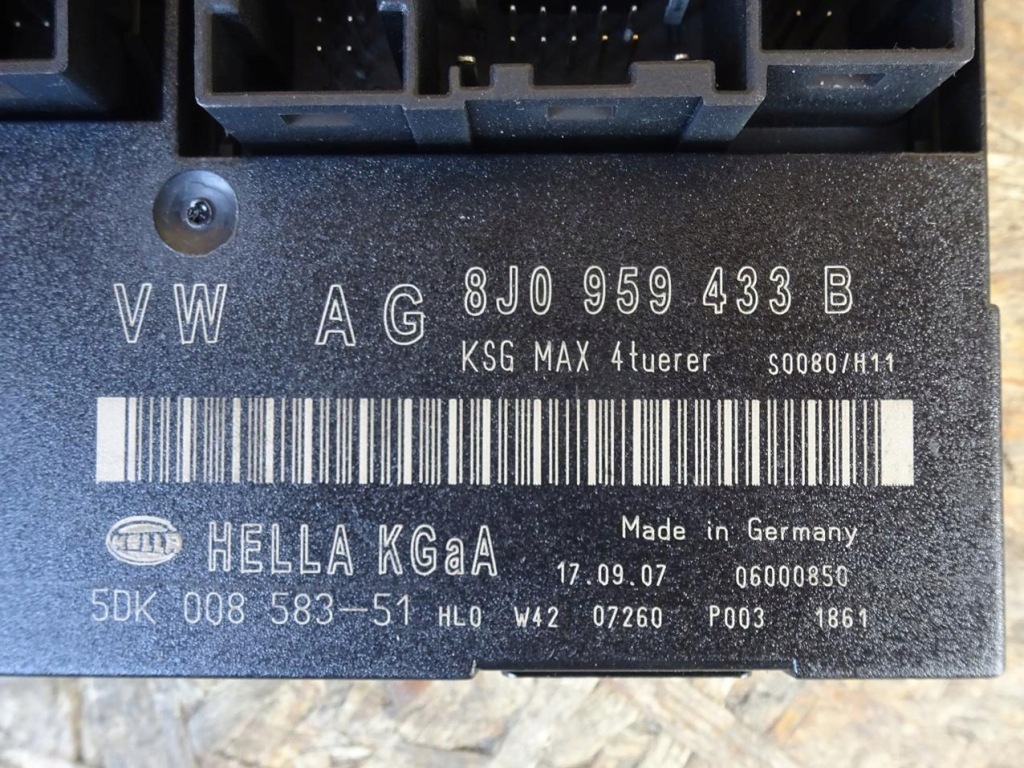 VW AG 8J0 959 433 B
KSG MAX 4tuerer S0080/H11
HELLA HELLA KGaA Made in Germany
17.09.07 06000850
5DK 008 583-51 HL0 W42 07260 P003 1861